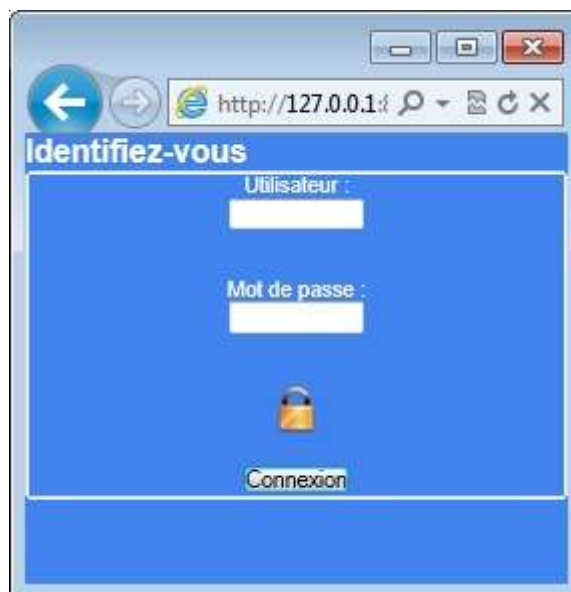 http://127.0.0.1:
Identifiez-vous
Utilisateur :
Mot de passe :
Connexion